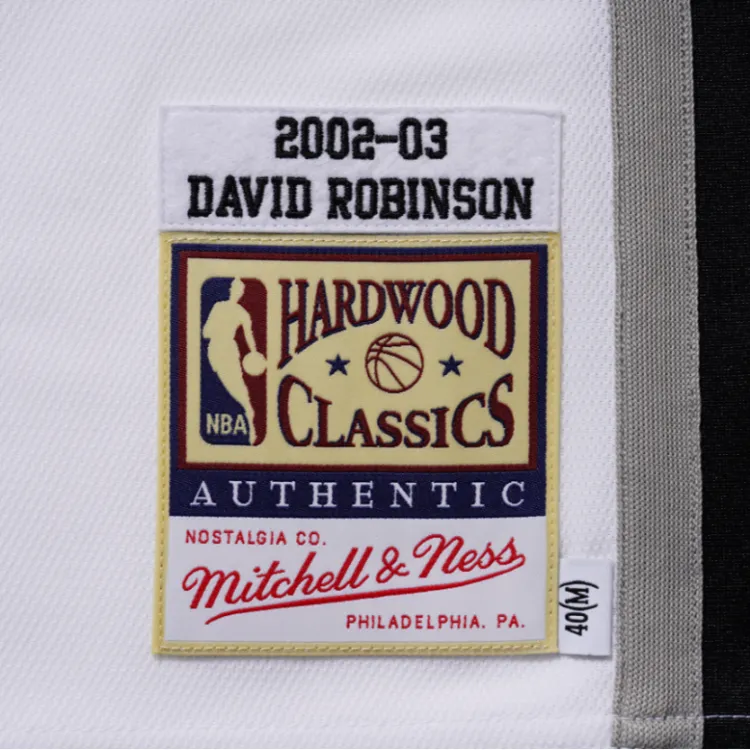 2002-03
DAVID ROBINSON
HARDWOOD
CLASSICS
NBA
AUTHENTIC
NOSTALGIA CO.
Mitchell & Ness
PHILADELPHIA, PA.
40(M)